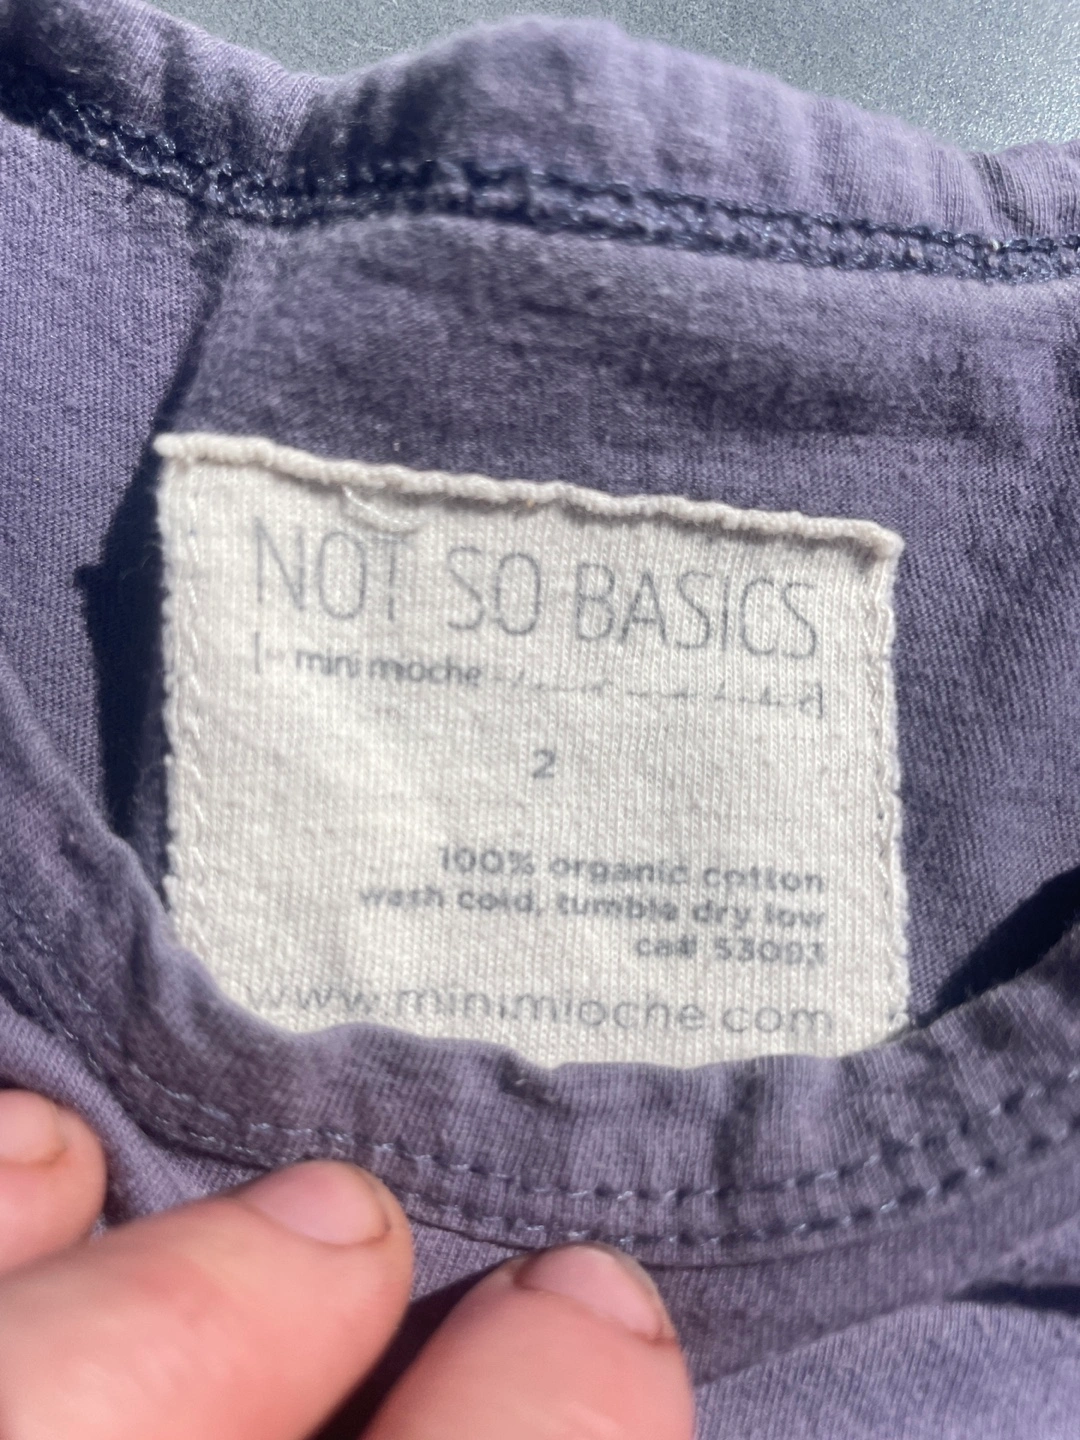 NOT SO BASICS
mini mioche
2
100% organic cotton
wash cold, tumble dry low
ca# 53093
www.minimioche.com